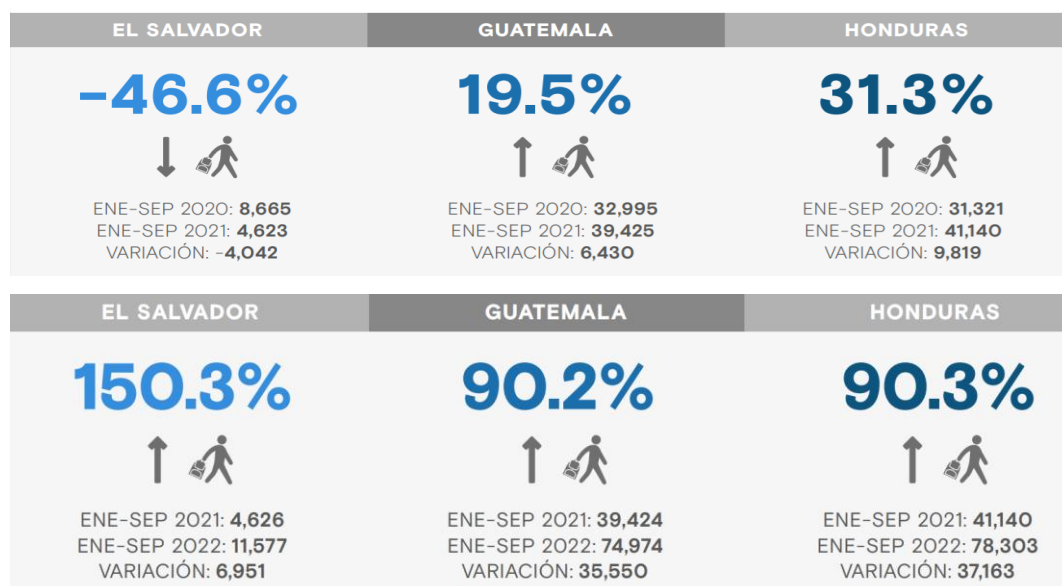 EL SALVADOR
GUATEMALA
HONDURAS
-46.6%
19.5%
31.3%
ENE-SEP 2020: 8,665
ENE-SEP 2021: 4,623
VARIACIÓN: -4,042
ENE-SEP 2020: 32,995
ENE-SEP 2021: 39,425
VARIACIÓN: 6,430
ENE-SEP 2020: 31,321
ENE-SEP 2021: 41,140
VARIACIÓN: 9,819
EL SALVADOR
GUATEMALA
HONDURAS
150.3%
90.2%
90.3%
ENE-SEP 2021: 4,626
ENE-SEP 2022: 11,577
VARIACIÓN: 6,951
ENE-SEP 2021: 39,424
ENE-SEP 2022: 74,974
VARIACIÓN: 35,550
ENE-SEP 2021: 41,140
ENE-SEP 2022: 78,303
VARIACIÓN: 37,163